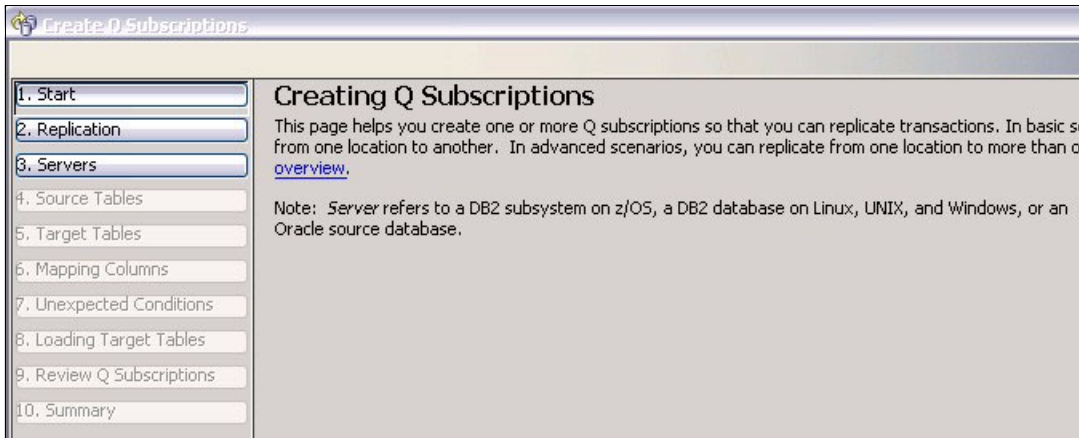 Create Q Subscriptions
1. Start
2. Replication
3. Servers
4. Source Tables
5. Target Tables
6. Mapping Columns
7. Unexpected Conditions
8. Loading Target Tables
9. Review Q Subscriptions
10. Summary
Creating Q Subscriptions
This page helps you create one or more Q subscriptions so that you can replicate transactions. In basic
from one location to another. In advanced scenarios, you can replicate from one location to more than
overview.
Note: Server refers to a DB2 subsystem on z/OS, a DB2 database on Linux, UNIX, and Windows, or an
Oracle source database.